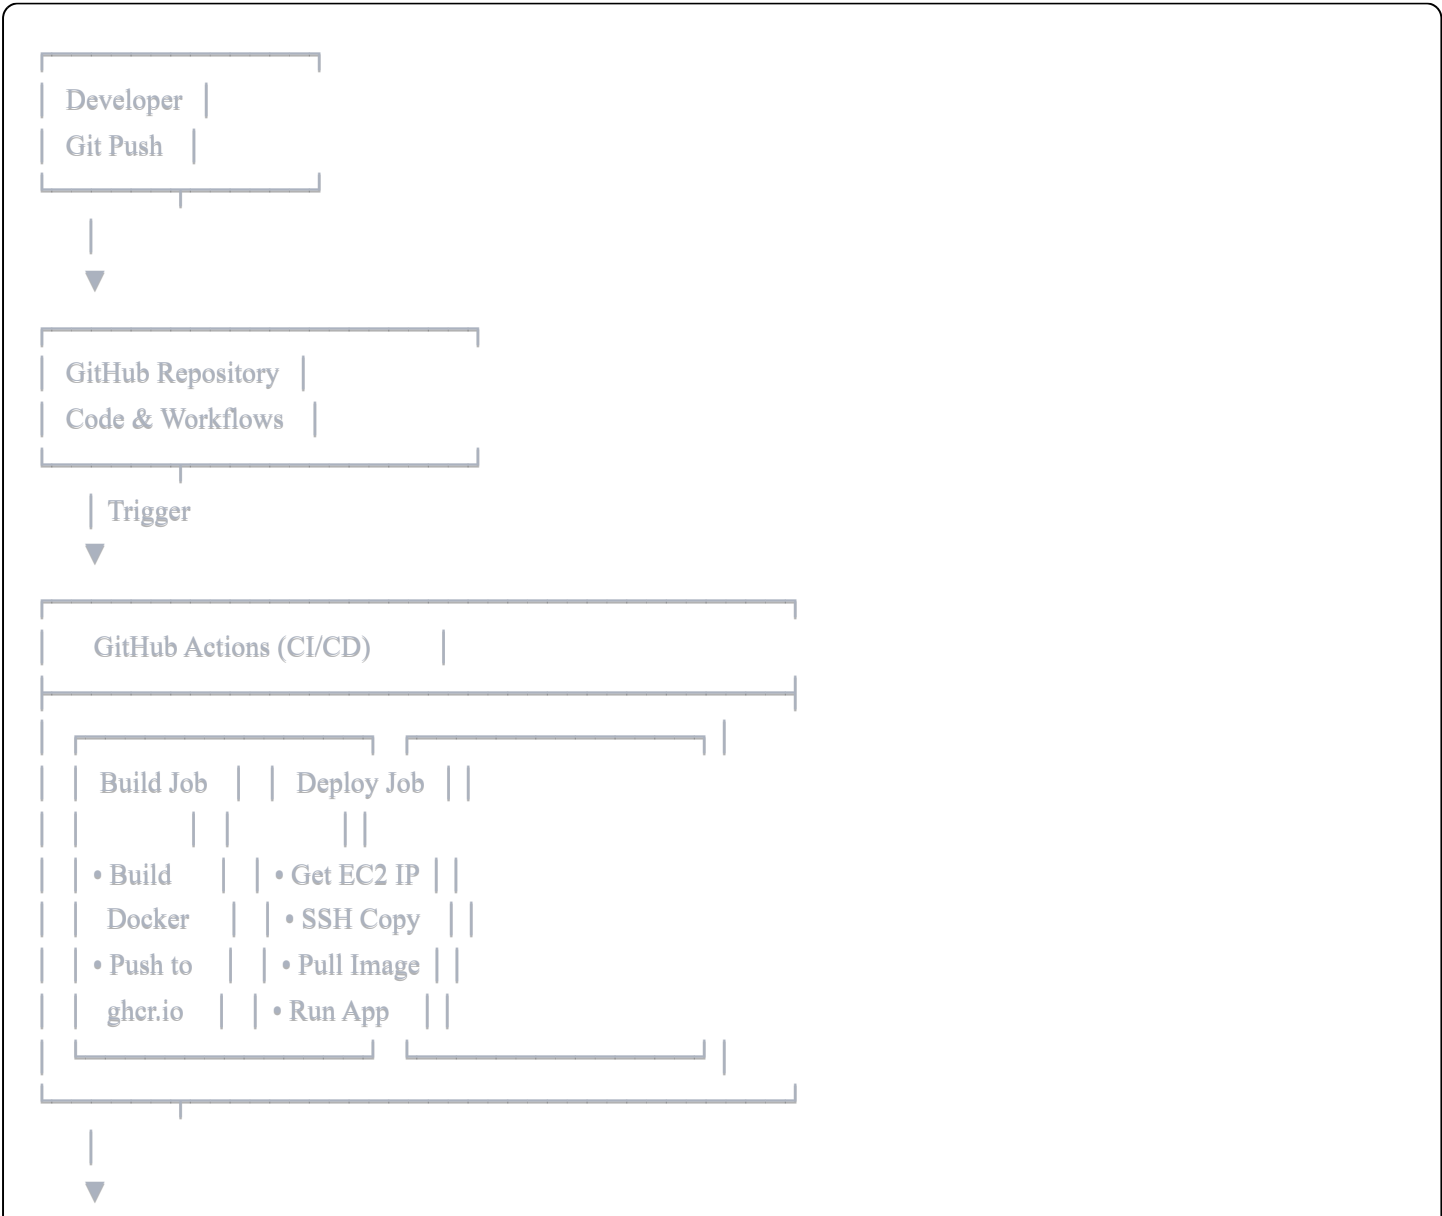 Developer
Git Push
GitHub Repository
Code & Workflows
Trigger
GitHub Actions (CI/CD)
Build Job Deploy Job
• Build • Get EC2 IP
Docker • SSH Copy
• Push to • Pull Image
ghcr.io • Run App